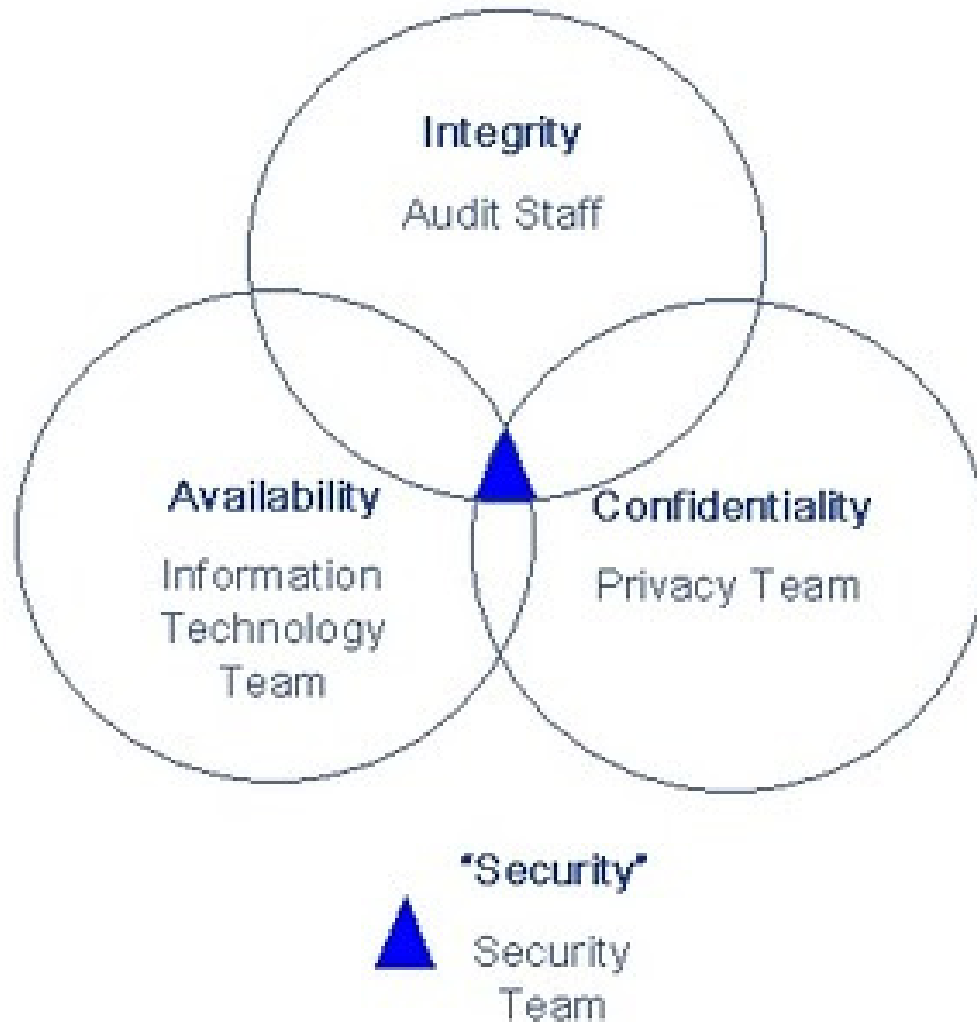 Integrity
Audit Staff
Availability
Information
Technology
Team
Confidentiality
Privacy Team
"Security"
Security
Team